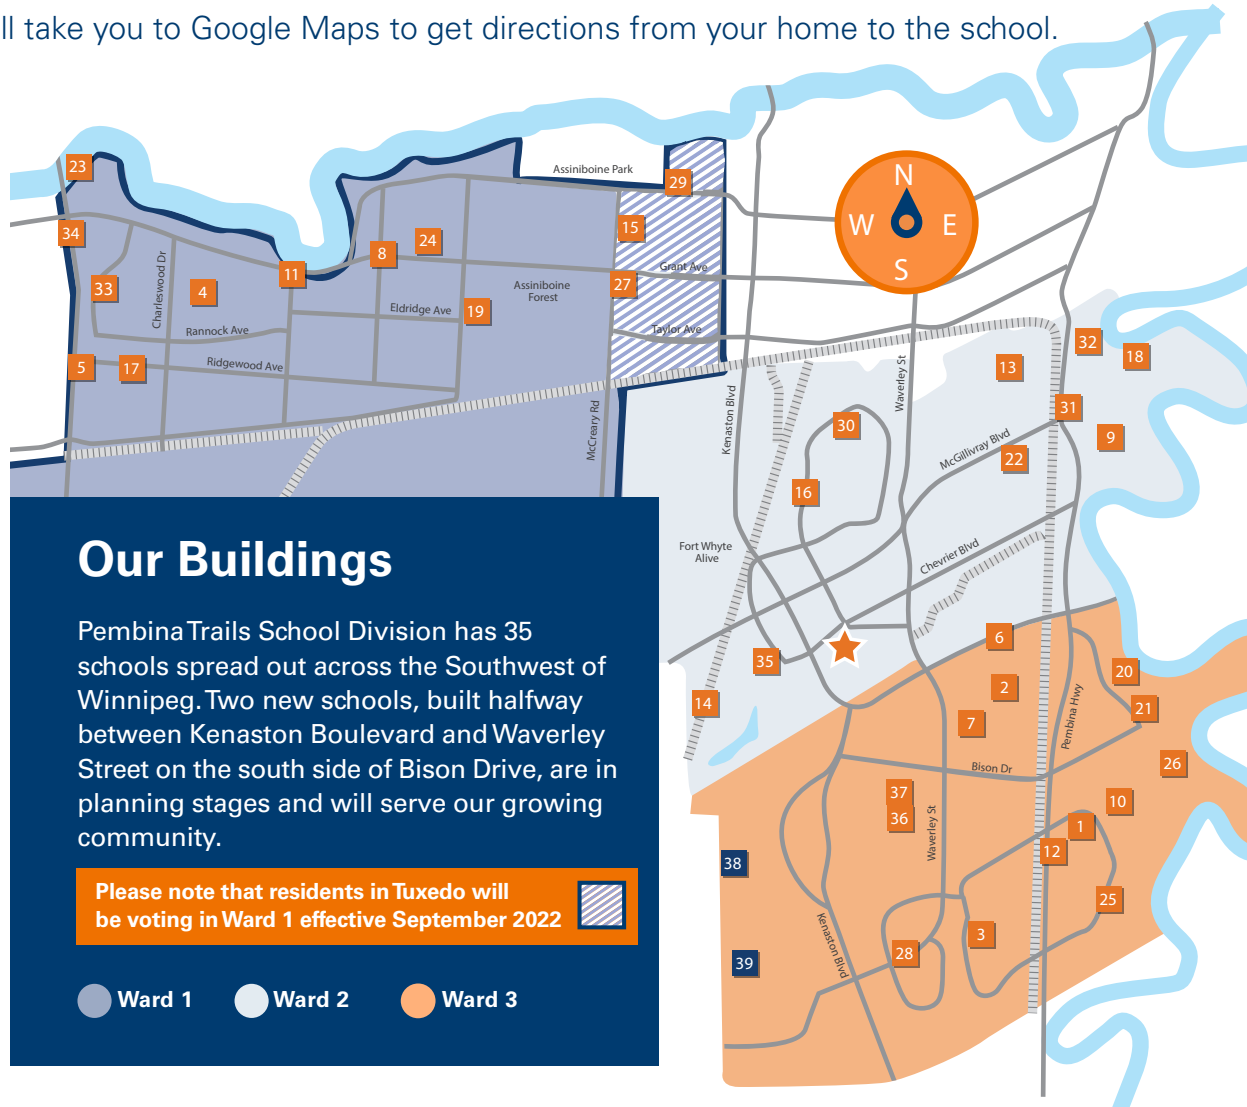 ll take you to Google Maps to get directions from your home to the school.
23
Assiniboine Park
29
N
W
E
S
34
15
24
8
11
Grant Ave
33
4
Charleswood Dr
Assiniboine
Forest
27
Eldridge Ave
19
Rannock Ave
Taylor Ave
32
18
5
17
Ridgewood Ave
13
Waverley St
Kenaston Blvd
McCreary Rd
31
30
9
McGillivray Blvd
22
16
Fort Whyte
Alive
Chevrier Blvd
Our Buildings
Pembina Trails School Division has 35
schools spread out across the Southwest of
Winnipeg. Two new schools, built halfway
between Kenaston Boulevard and Waverley
Street on the south side of Bison Drive, are in
planning stages and will serve our growing
community.
Please note that residents in Tuxedo will
be voting in Ward 1 effective September 2022
Ward 1
Ward 2
Ward 3
6
35
20
2
14
21
7
Pembina Hwy
26
Bison Dr
37
10
36
1
Waverley St
12
38
25
3
Kenaston Blvd
28
39